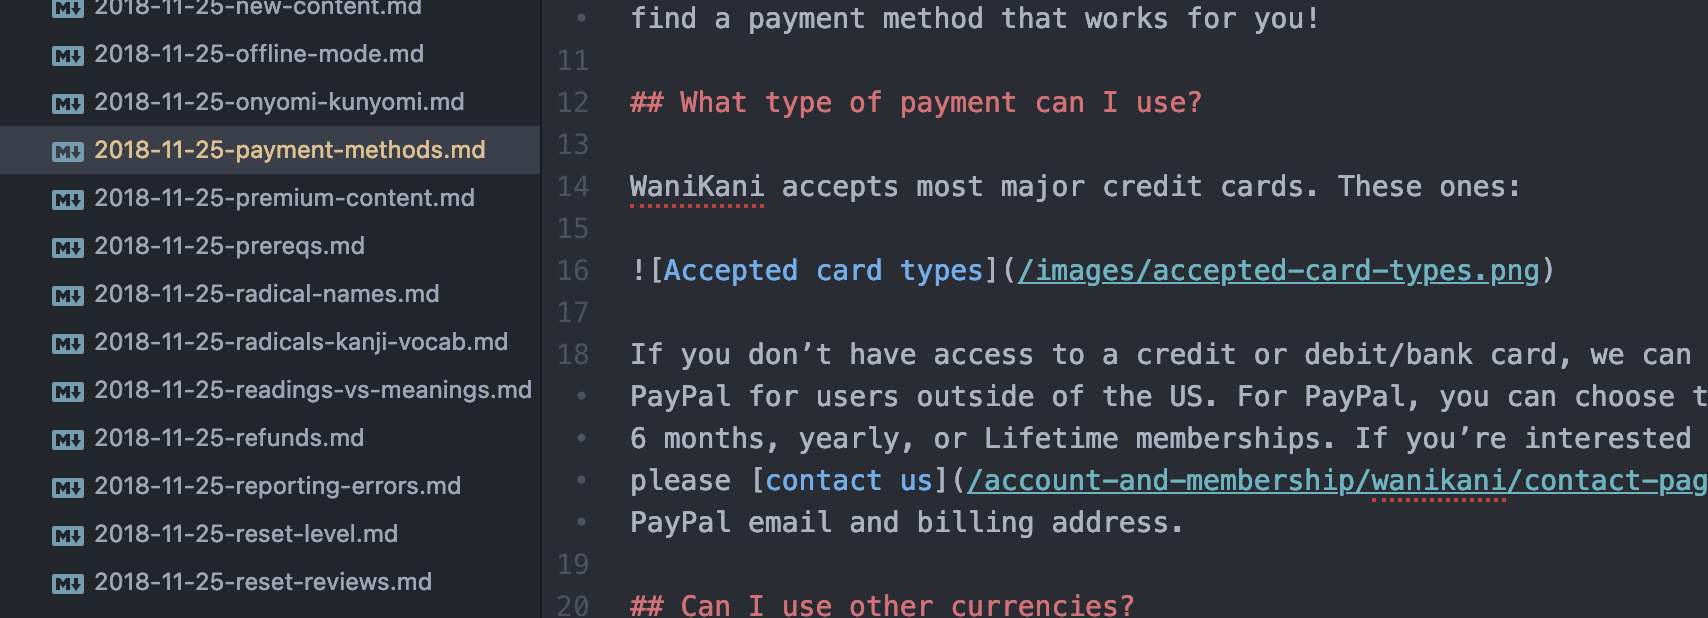 2018-11-25-new-content.md
2018-11-25-offline-mode.md
2018-11-25-onyomi-kunyomi.md
2018-11-25-payment-methods.md
2018-11-25-premium-content.md
2018-11-25-prereqs.md
2018-11-25-radical-names.md
2018-11-25-radicals-kanji-vocab.md
2018-11-25-readings-vs-meanings.md
2018-11-25-refunds.md
2018-11-25-reporting-errors.md
2018-11-25-reset-level.md
2018-11-25-reset-reviews.md
• find a payment method that works for you!
11
12 ## What type of payment can I use?
13
14 WaniKani accepts most major credit cards. These ones:
15
16 ![Accepted card types](/images/accepted-card-types.png)
17
18 If you don’t have access to a credit or debit/bank card, we can
• PayPal for users outside of the US. For PayPal, you can choose t
• 6 months, yearly, or Lifetime memberships. If you’re interested
• please [contact us](/account-and-membership/wanikani/contact-pag
• PayPal email and billing address.
19
20 ## Can I use other currencies?